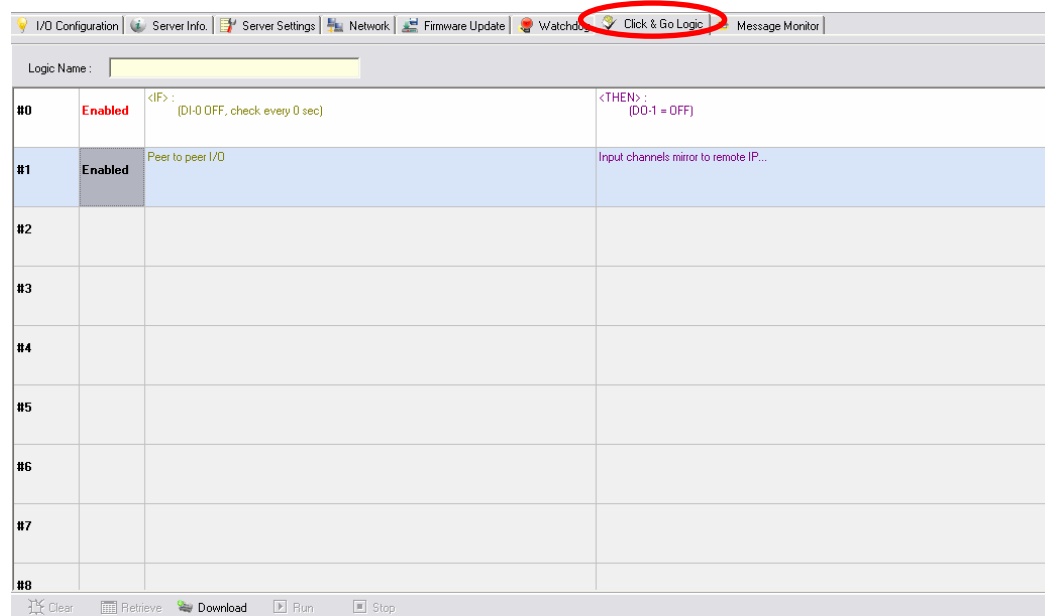 I/O Configuration Server Info. Server Settings Network Firmware Update Watchdog Click & Go Logic Message Monitor
Logic Name :
#0 Enabled <IF> : <THEN> :
(DI-0 OFF, check every 0 sec) (DO-1 = OFF)
#1 Enabled Peer to peer I/O Input channels mirror to remote IP...
#2
#3
#4
#5
#6
#7
#8
Clear Retrieve Download Run Stop